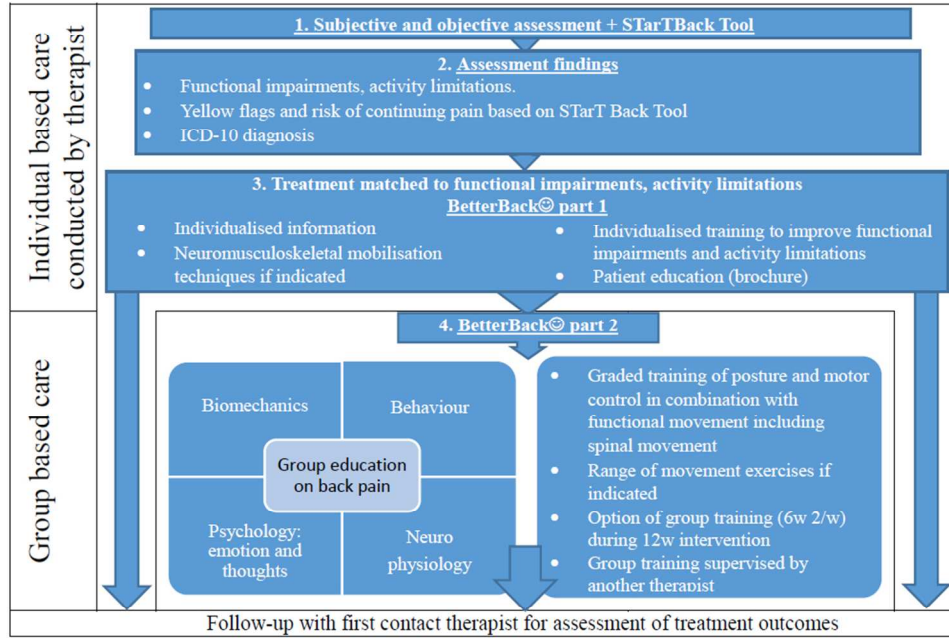 Individual based care
conducted by therapist
1. Subjective and objective assessment + STarTBack Tool
2. Assessment findings
• Functional impairments, activity limitations.
• Yellow flags and risk of continuing pain based on STarT Back Tool
• ICD-10 diagnosis
3. Treatment matched to functional impairments, activity limitations
BetterBack☺ part 1
• Individualised information
• Neuromusculoskeletal mobilisation
techniques if indicated
• Individualised training to improve functional
impairments and activity limitations
• Patient education (brochure)
Group based care
4. BetterBack☺ part 2
Biomechanics
Behaviour
Group education
on back pain
Psychology:
emotion and
thoughts
Neuro
physiology
• Graded training of posture and motor
control in combination with
functional movement including
spinal movement
• Range of movement exercises if
indicated
• Option of group training (6w 2/w)
during 12w intervention
• Group training supervised by
another therapist
Follow-up with first contact therapist for assessment of treatment outcomes